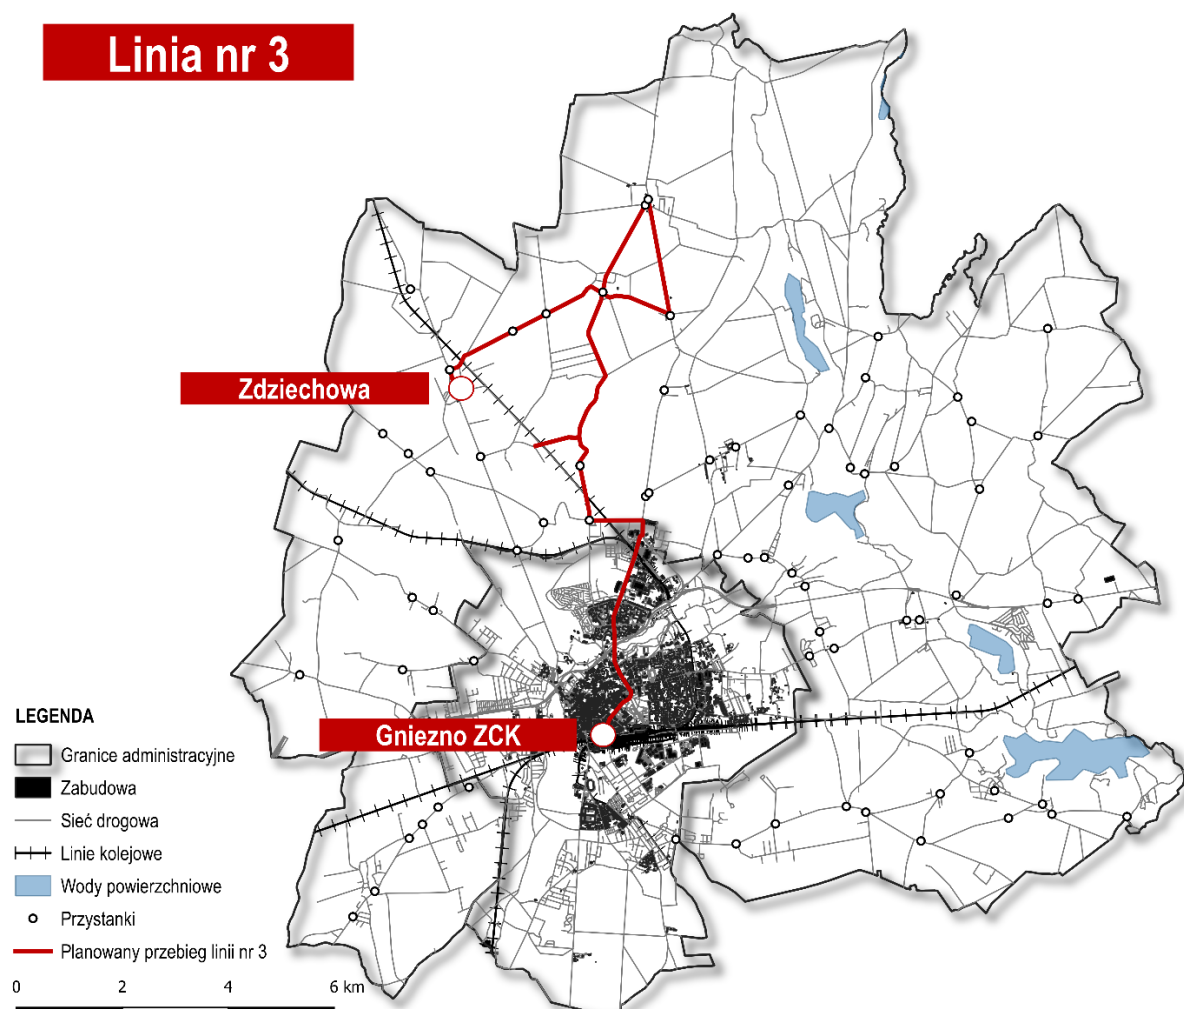 Linia nr 3
Zdziechowa
Gniezno ZCK
LEGENDA
Granice administracyjne
Zabudowa
Sieć drogowa
Linie kolejowe
Wody powierzchniowe
Przystanki
Planowany przebieg linii nr 3
0 2 4 6 km